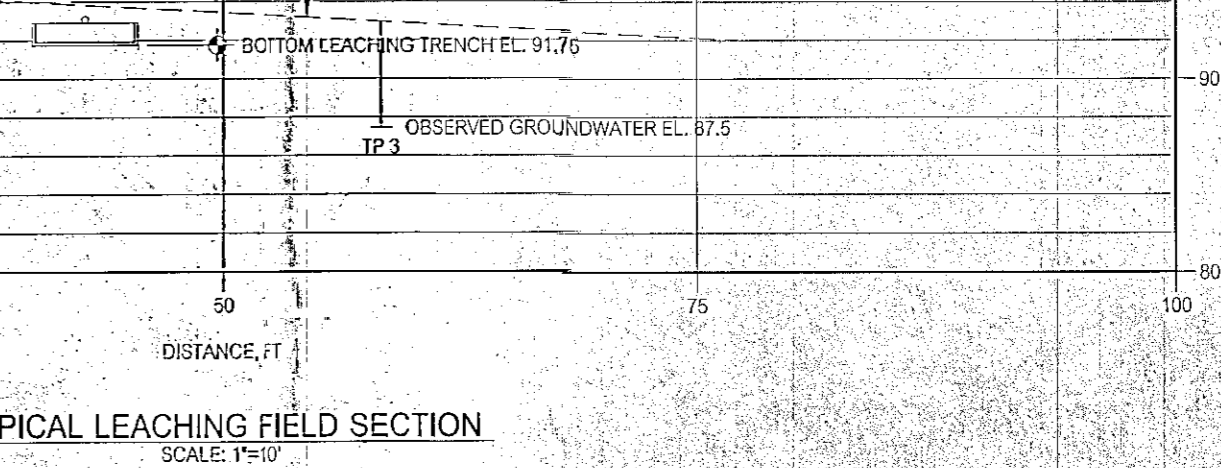 BOTTOM LEACHING TRENCH EL. 91.76
90
OBSERVED GROUNDWATER EL. 87.5
TP 3
80
50
75
100
DISTANCE, FT
PICAL LEACHING FIELD SECTION
SCALE: 1"=10'